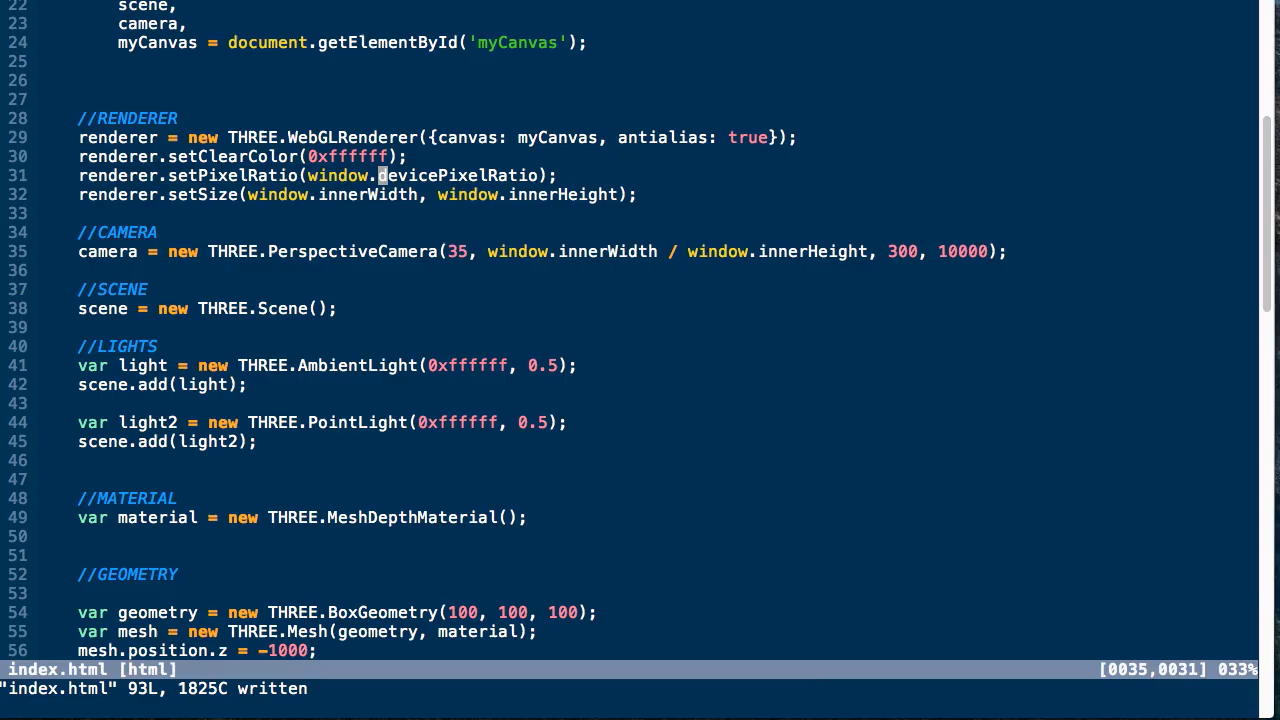 22 scene,
23 camera,
24 myCanvas = document.getElementById('myCanvas');
25
26
27
28 //RENDERER
29 renderer = new THREE.WebGLRenderer({canvas: myCanvas, antialias: true});
30 renderer.setClearColor(0xffffff);
31 renderer.setPixelRatio(window.devicePixelRatio);
32 renderer.setSize(window.innerWidth, window.innerHeight);
33
34 //CAMERA
35 camera = new THREE.PerspectiveCamera(35, window.innerWidth / window.innerHeight, 300, 10000);
36
37 //SCENE
38 scene = new THREE.Scene();
39
40 //LIGHTS
41 var light = new THREE.AmbientLight(0xffffff, 0.5);
42 scene.add(light);
43
44 var light2 = new THREE.PointLight(0xffffff, 0.5);
45 scene.add(light2);
46
47
48 //MATERIAL
49 var material = new THREE.MeshDepthMaterial();
50
51
52 //GEOMETRY
53
54 var geometry = new THREE.BoxGeometry(100, 100, 100);
55 var mesh = new THREE.Mesh(geometry, material);
56 mesh.position.z = -1000;
index.html [html] [0035,0031] 033%
"index.html" 93L, 1825C written